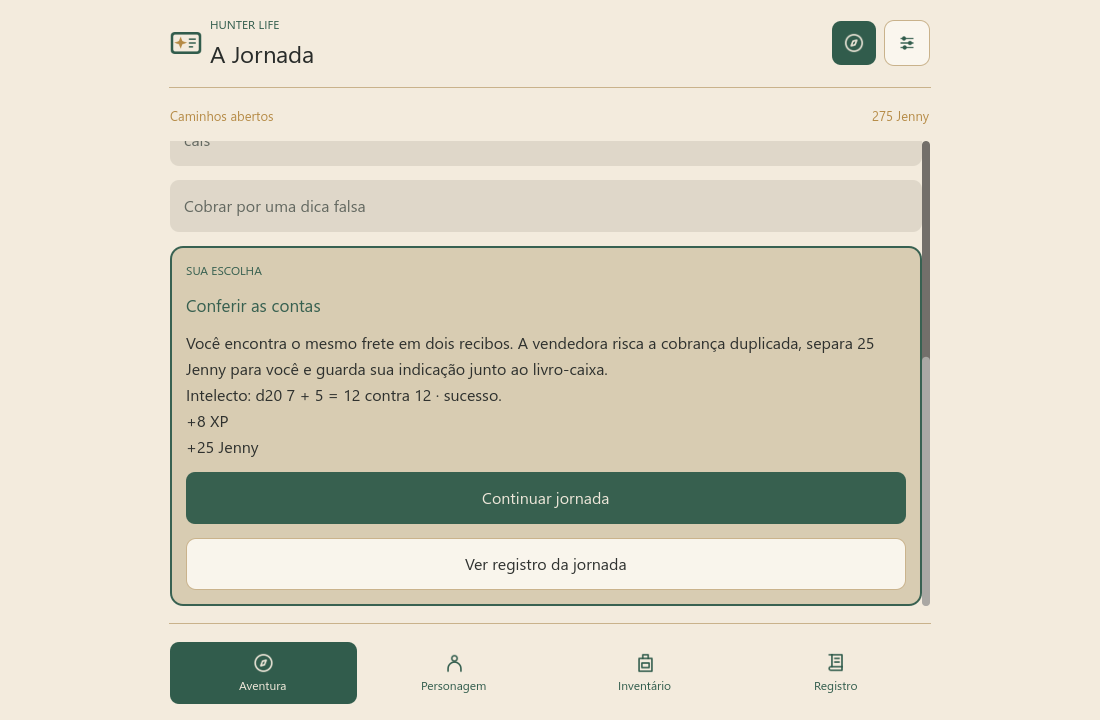 HUNTER LIFE
A Jornada
Caminhos abertos
275 Jenny
cais
Cobrar por uma dica falsa
SUA ESCOLHA
Conferir as contas
Você encontra o mesmo frete em dois recibos. A vendedora risca a cobrança duplicada, separa 25
Jenny para você e guarda sua indicação junto ao livro-caixa.
Intelecto: d20 7 + 5 = 12 contra 12 · sucesso.
+8 XP
+25 Jenny
Continuar jornada
Ver registro da jornada
Aventura
Personagem
Inventário
Registro